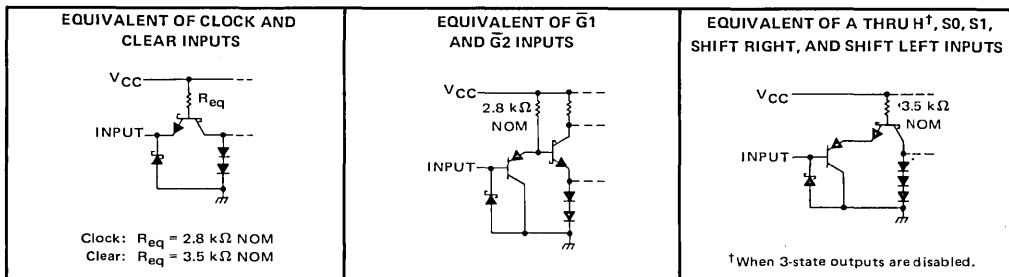 EQUIVALENT OF CLOCK AND
CLEAR INPUTS
VCC
Req
INPUT
Clock: Req = 2.8 kΩ NOM
Clear: Req = 3.5 kΩ NOM
EQUIVALENT OF G̅1
AND G̅2 INPUTS
VCC
2.8 kΩ
NOM
INPUT
EQUIVALENT OF A THRU H†, S0, S1,
SHIFT RIGHT, AND SHIFT LEFT INPUTS
VCC
3.5 kΩ
NOM
INPUT
†When 3-state outputs are disabled.